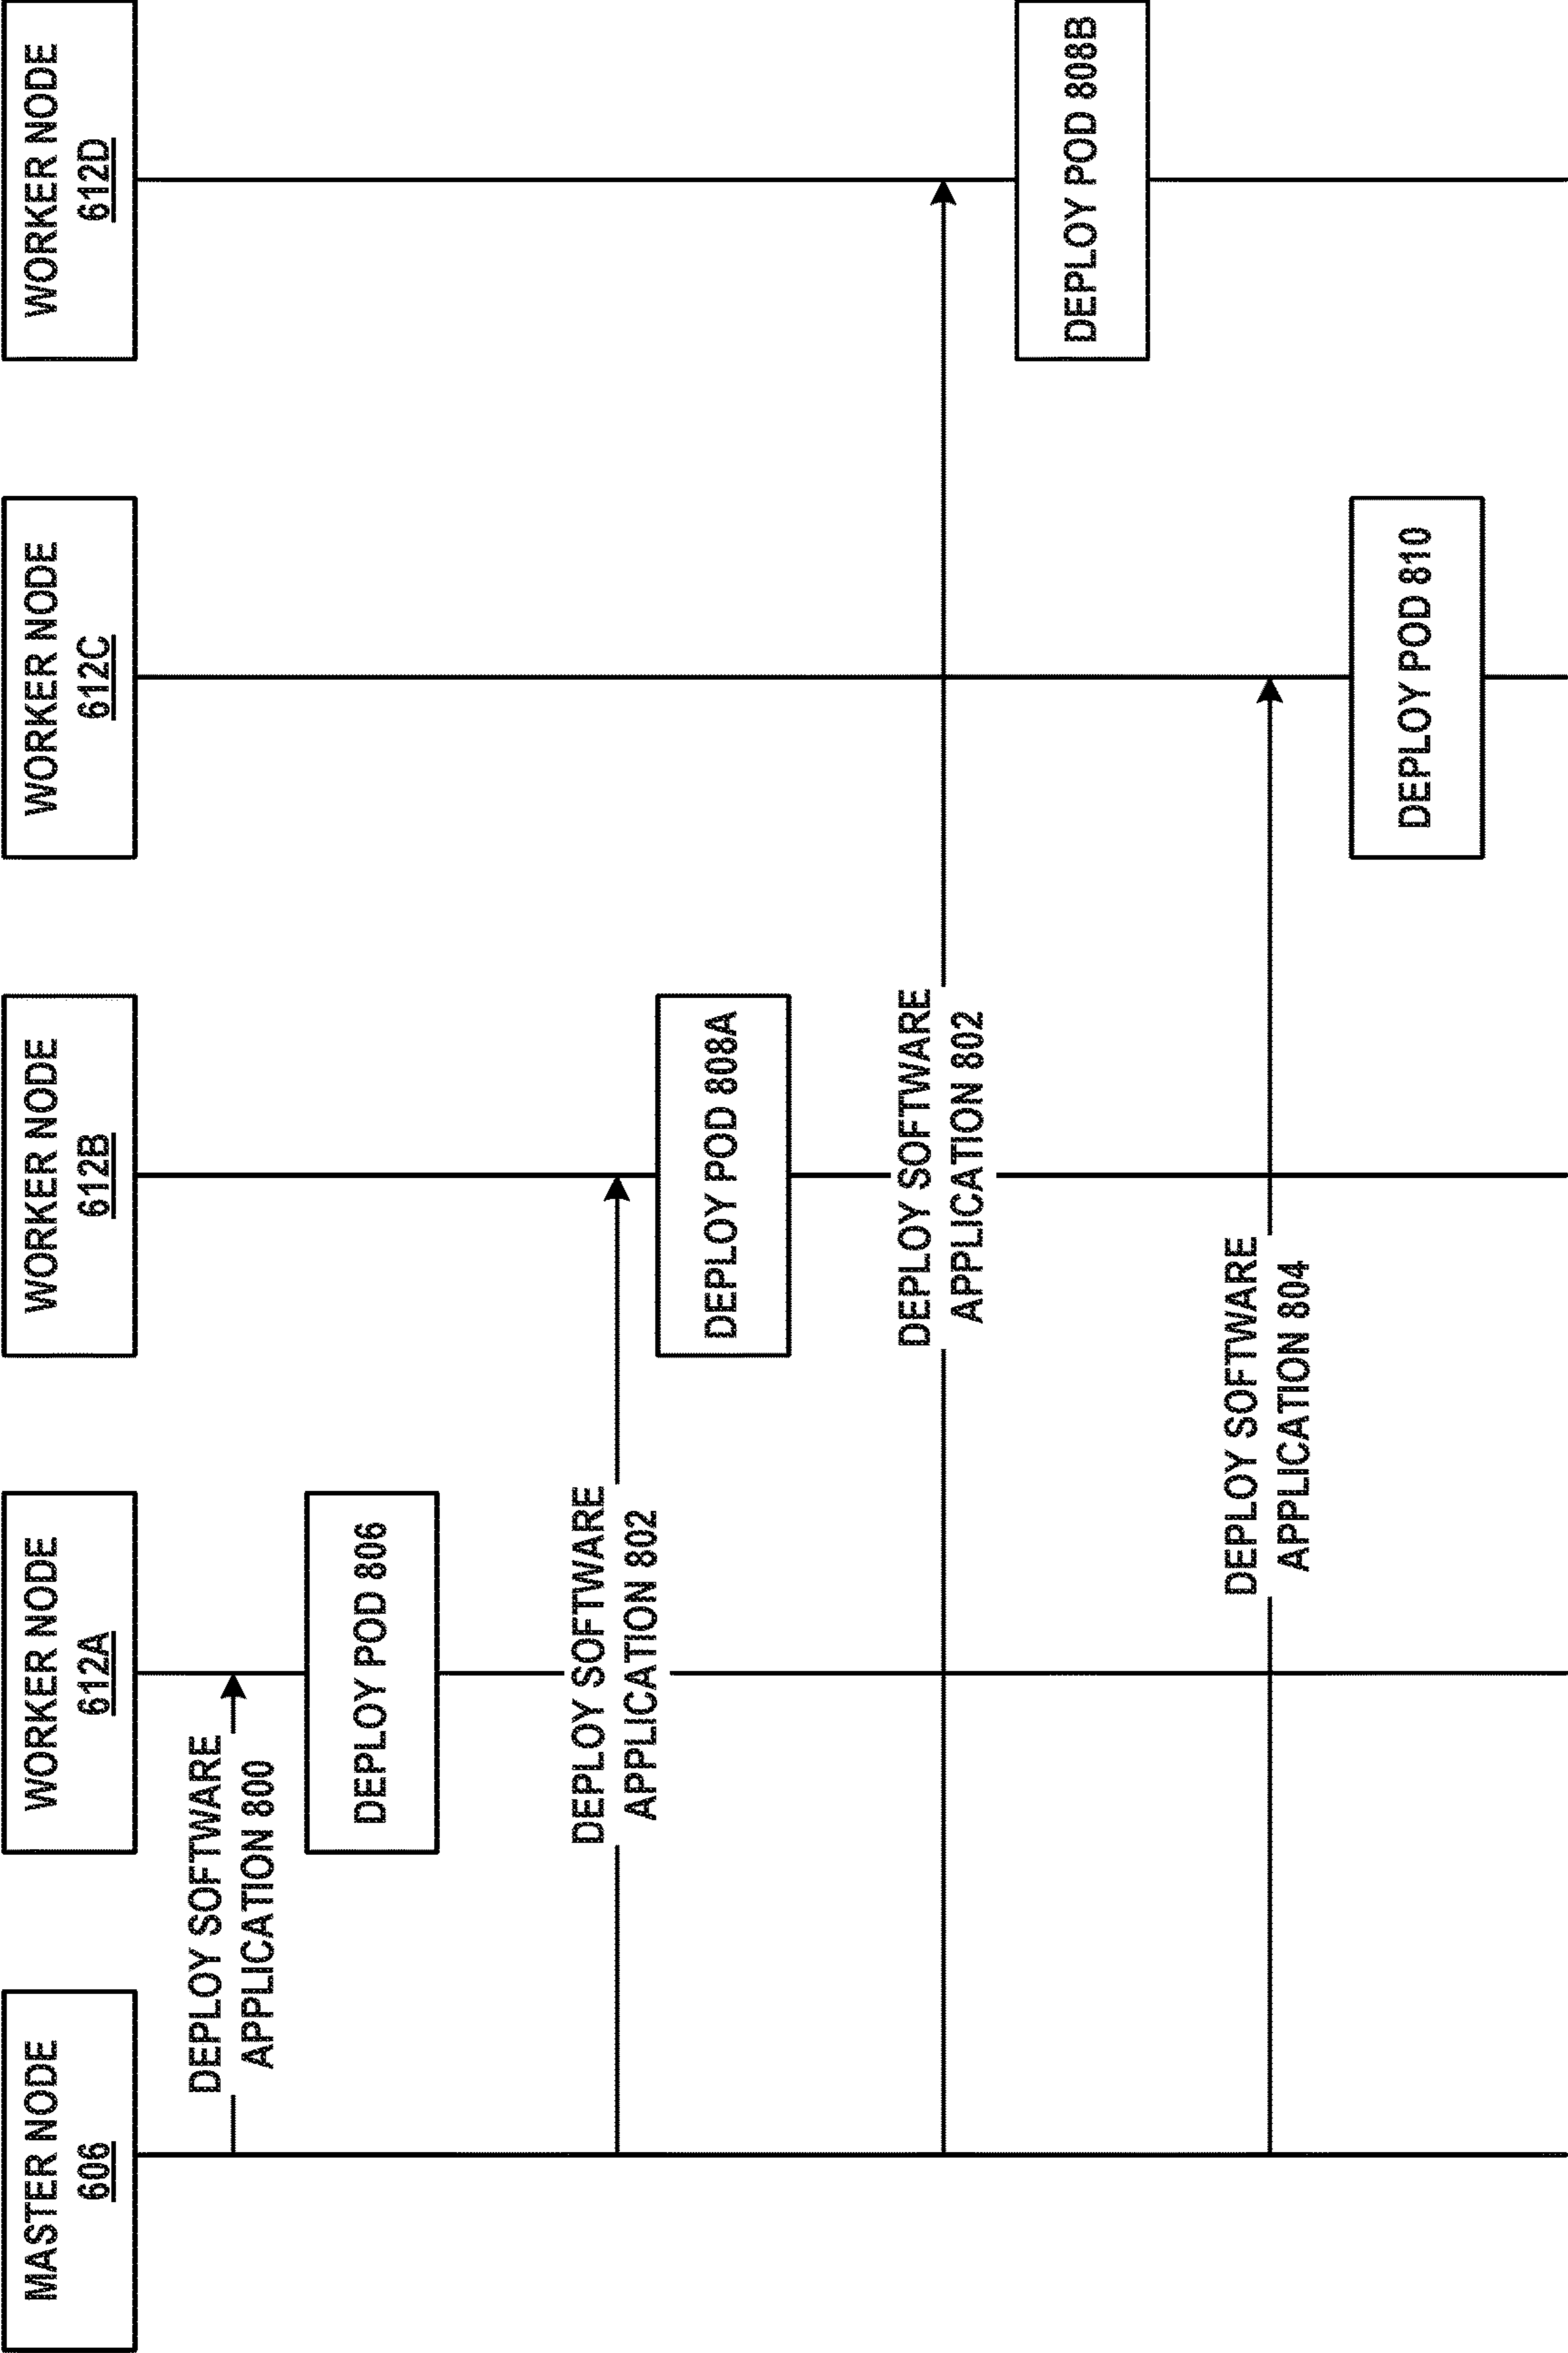 MASTER NODE
606
WORKER NODE
612A
WORKER NODE
612B
WORKER NODE
612C
WORKER NODE
612D
DEPLOY SOFTWARE
APPLICATION 800
DEPLOY POD 806
DEPLOY SOFTWARE
APPLICATION 802
DEPLOY POD 808A
DEPLOY SOFTWARE
APPLICATION 802
DEPLOY POD 808B
DEPLOY SOFTWARE
APPLICATION 804
DEPLOY POD 810